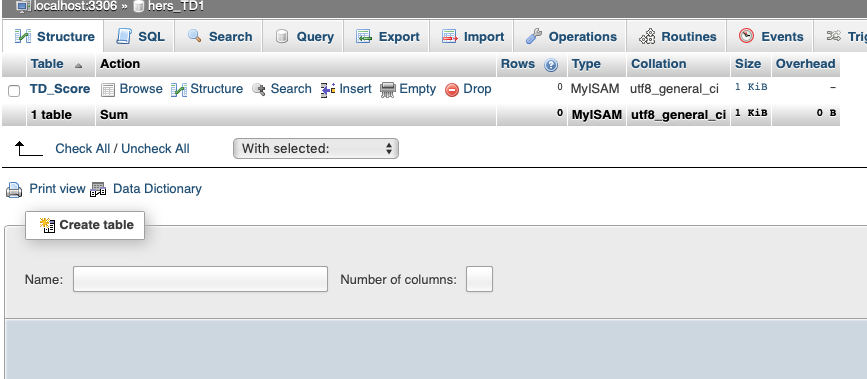 localhost:3306 » hers_TD1
Structure SQL Search Query Export Import Operations Routines Events
Table Action Rows Type Collation Size Overhead
TD_Score Browse Structure Search Insert Empty Drop 0 MyISAM utf8_general_ci 1 KiB –
1 table Sum 0 MyISAM utf8_general_ci 1 KiB 0 B
Check All / Uncheck All With selected:
Print view Data Dictionary
Create table
Name: Number of columns: